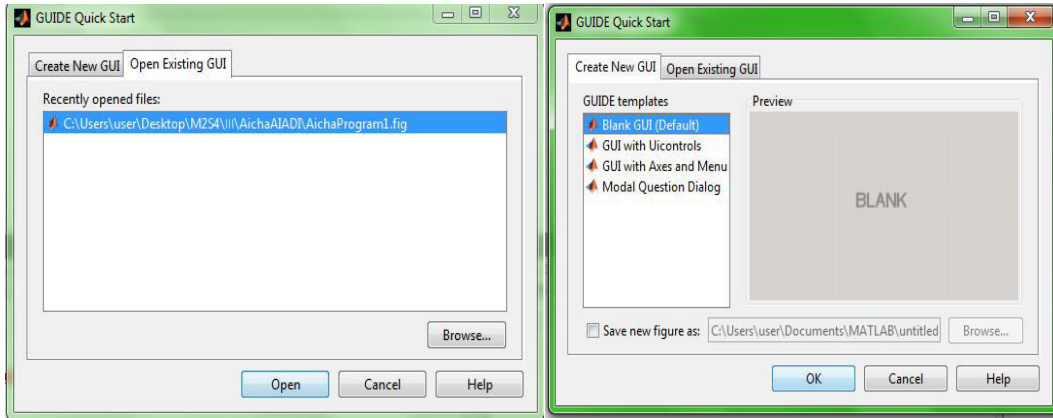 GUIDE Quick Start
Create New GUI Open Existing GUI
Recently opened files:
C:\Users\user\Desktop\M2S4\III\AichaAIADI\AichaProgram1.fig
Browse...
Open Cancel Help
GUIDE Quick Start
Create New GUI Open Existing GUI
GUIDE templates Preview
Blank GUI (Default)
GUI with Uicontrols
GUI with Axes and Menu
Modal Question Dialog
BLANK
Save new figure as: C:\Users\user\Documents\MATLAB\untitled Browse...
OK Cancel Help